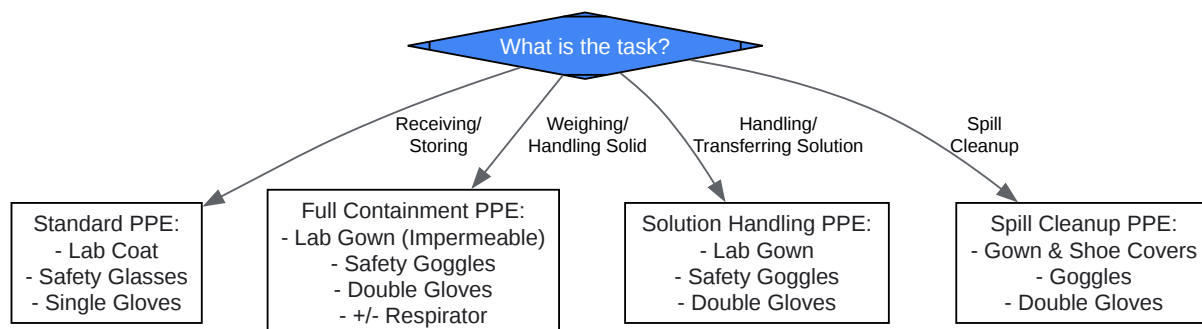 What is the task?
Receiving/
Storing
Weighing/
Handling Solid
Handling/
Transferring Solution
Spill
Cleanup
Standard PPE:
- Lab Coat
- Safety Glasses
- Single Gloves
Full Containment PPE:
- Lab Gown (Impermeable)
- Safety Goggles
- Double Gloves
- +/- Respirator
Solution Handling PPE:
- Lab Gown
- Safety Goggles
- Double Gloves
Spill Cleanup PPE:
- Gown & Shoe Covers
- Goggles
- Double Gloves